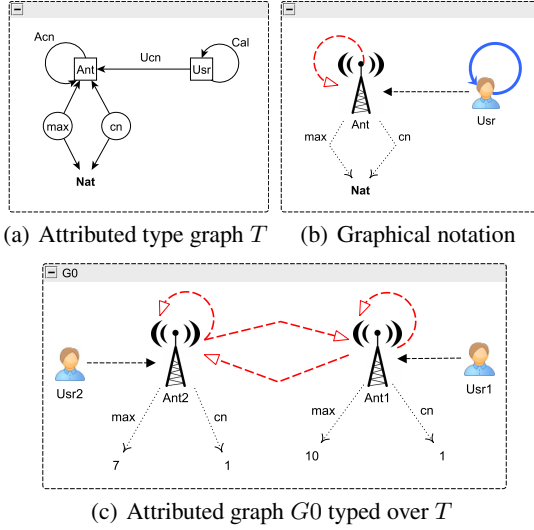 Acn
Cal
Ucn
Ant
Usr
max
cn
Nat
(a) Attributed type graph T
Ant
Usr
max
cn
Nat
(b) Graphical notation
G0
Usr2
Ant2
Ant1
Usr1
max
cn
max
cn
7
1
10
1
(c) Attributed graph G0 typed over T